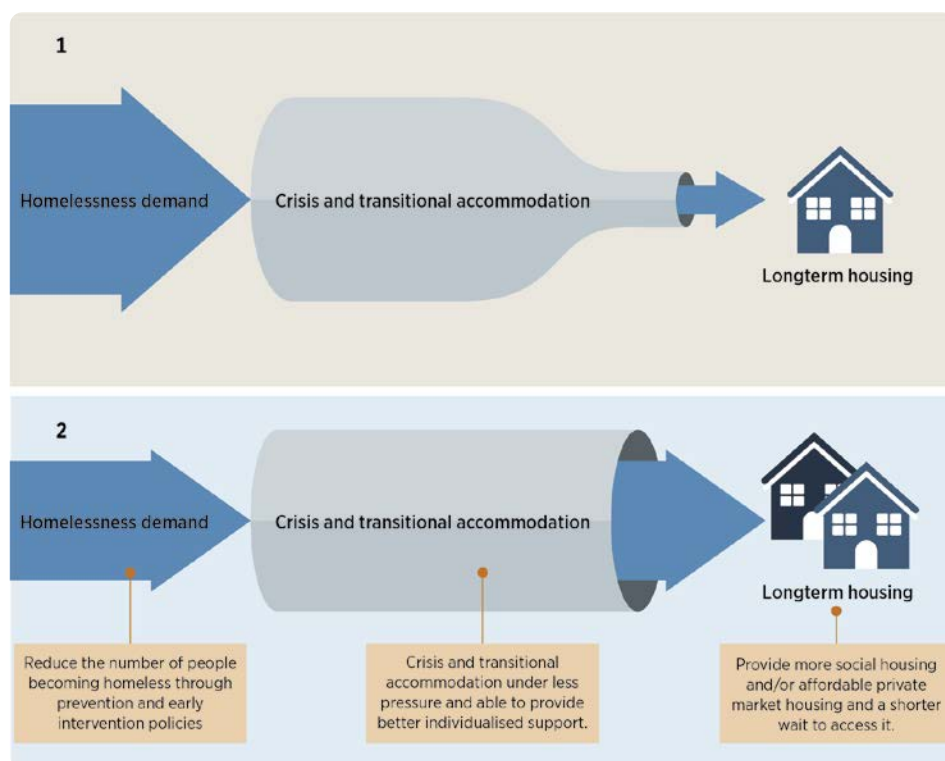 1
Homelessness demand
Crisis and transitional accommodation
Longterm housing
2
Homelessness demand
Crisis and transitional accommodation
Longterm housing
Reduce the number of people
becoming homeless through
prevention and early
intervention policies
Crisis and transitional
accommodation under less
pressure and able to provide
better individualised support.
Provide more social housing
and/or affordable private
market housing and a shorter
wait to access it.